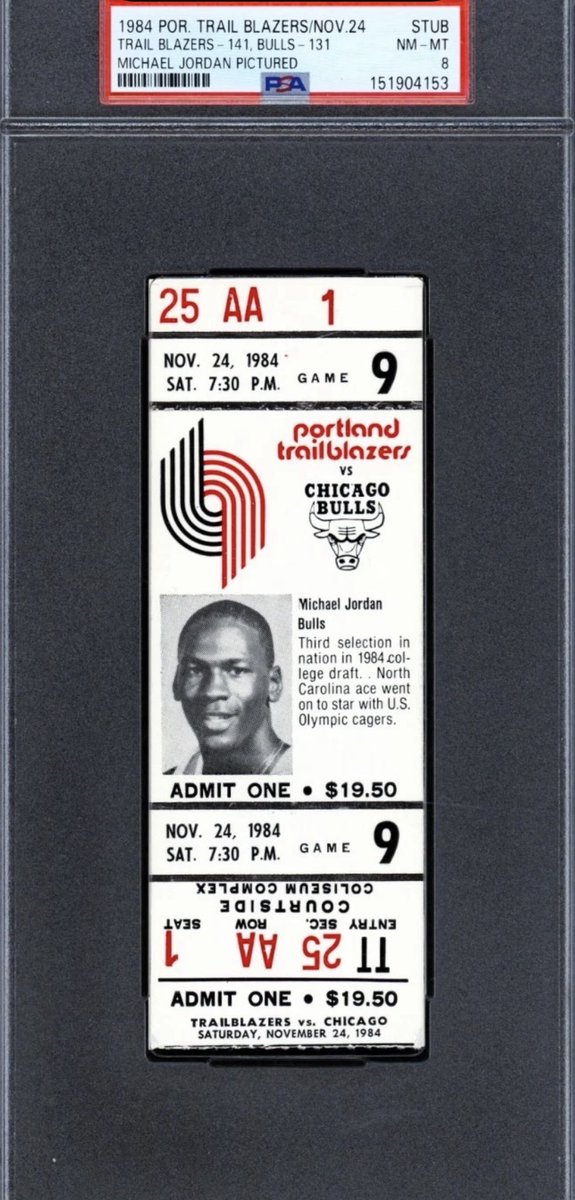 1984 POR. TRAIL BLAZERS/NOV.24 STUB
TRAIL BLAZERS - 141, BULLS - 131 NM - MT
MICHAEL JORDAN PICTURED 8
PSA 151904153
25 AA 1
NOV. 24, 1984
SAT. 7:30 P.M. GAME 9
portland
trailblazers
VS
CHICAGO
BULLS
Michael Jordan
Bulls
Third selection in
nation in 1984 col-
lege draft. . North
Carolina ace went
on to star with U.S.
Olympic cagers.
ADMIT ONE • $19.50
NOV. 24, 1984
SAT. 7:30 P.M. GAME 9
COLISEUM COMPLEX
COURTSIDE
ENTRY SEC. ROW SEAT
TT 25 AA 1
ADMIT ONE • $19.50
TRAILBLAZERS vs. CHICAGO
SATURDAY, NOVEMBER 24, 1984